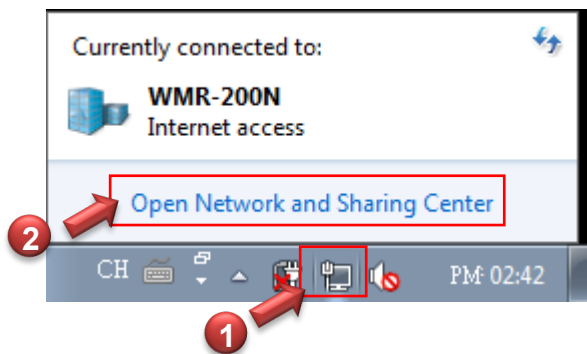 Currently connected to:
WMR-200N
Internet access
Open Network and Sharing Center
2
CH
PM 02:42
1